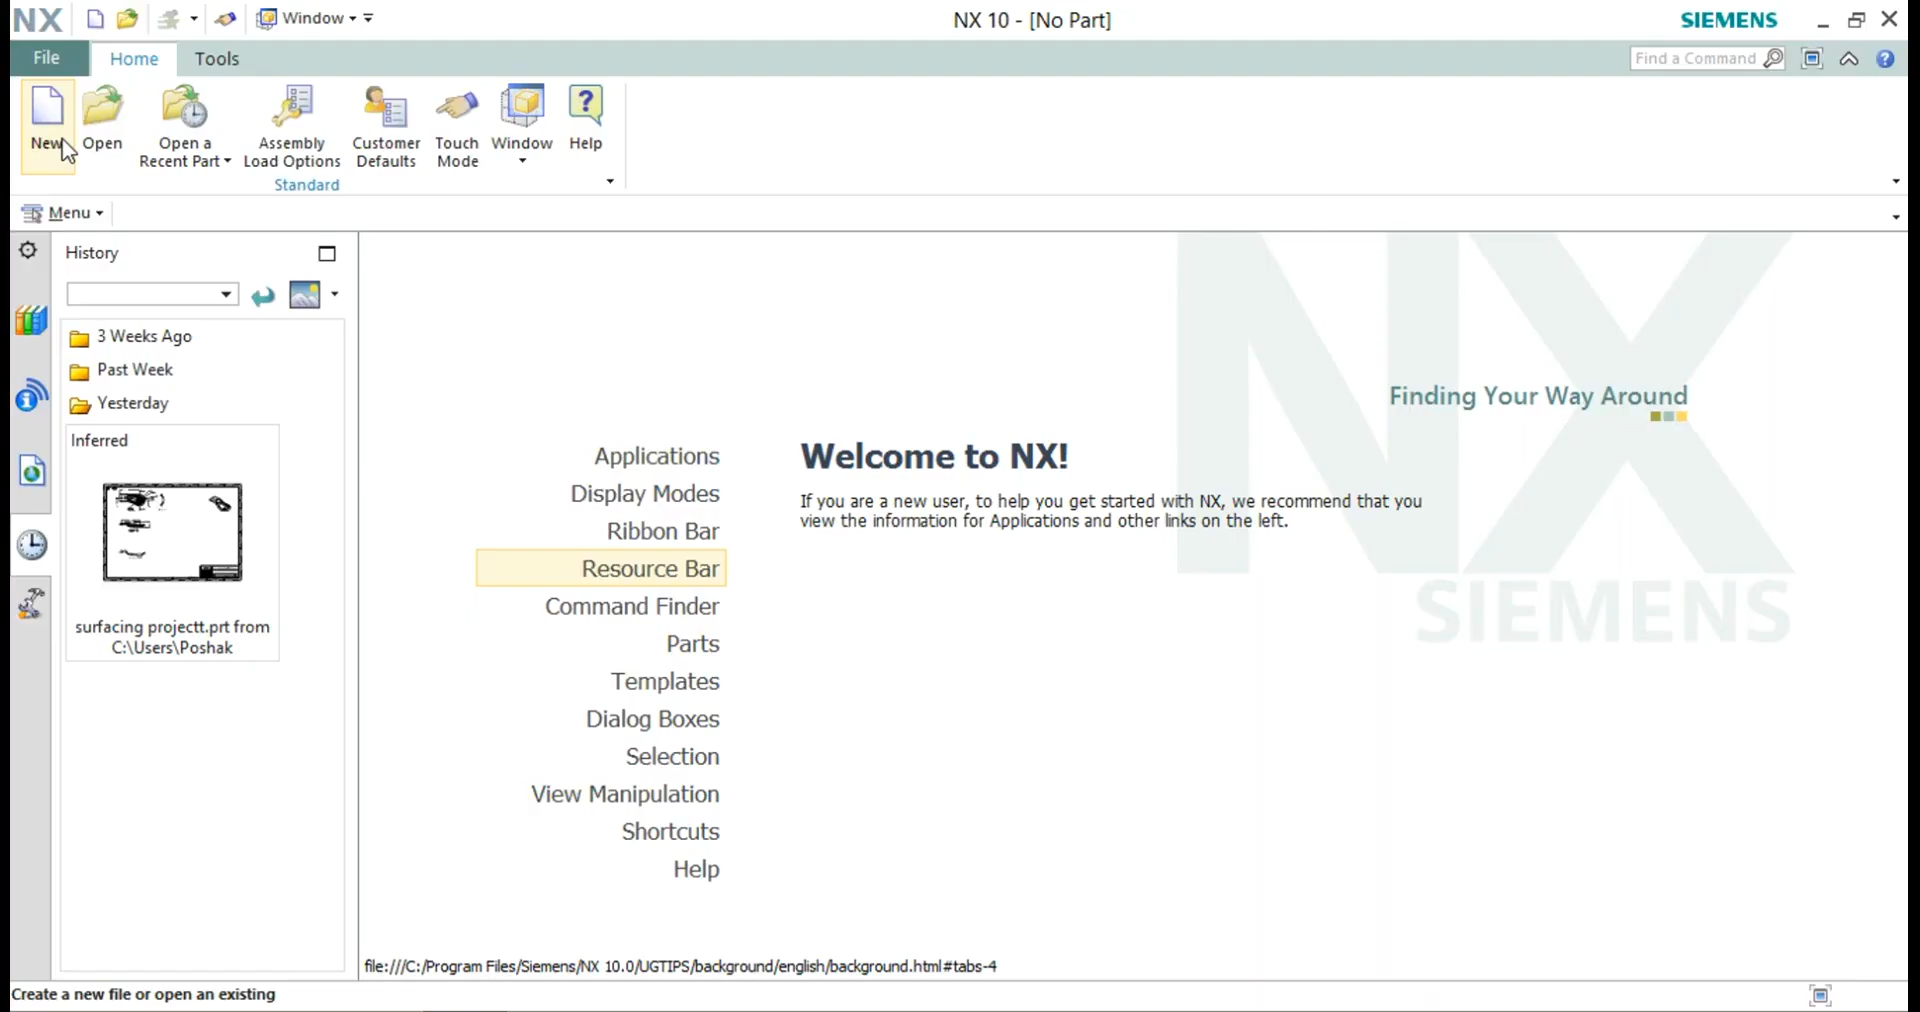 NX
Window
NX 10 - [No Part]
SIEMENS
File
Home
Tools
Find a Command
New
Open
Open a
Recent Part
Assembly
Load Options
Customer
Defaults
Touch
Mode
Window
Help
Standard
Menu
History
3 Weeks Ago
Past Week
Yesterday
Inferred
surfacing projectt.prt from
C:\Users\Poshak
NX
SIEMENS
Finding Your Way Around
Applications
Display Modes
Ribbon Bar
Resource Bar
Command Finder
Parts
Templates
Dialog Boxes
Selection
View Manipulation
Shortcuts
Help
Welcome to NX!
If you are a new user, to help you get started with NX, we recommend that you
view the information for Applications and other links on the left.
file:///C:/Program Files/Siemens/NX 10.0/UGTIPS/background/english/background.html#tabs-4
Create a new file or open an existing